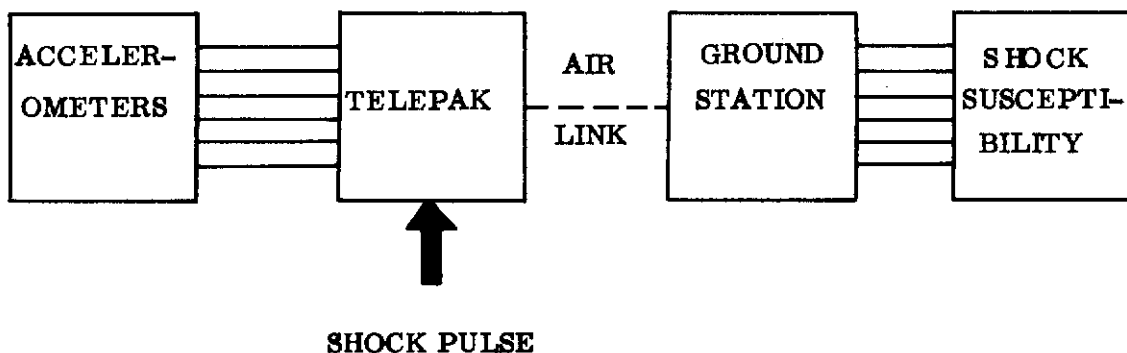 ACCELER-
OMETERS
TELEPAK
AIR
LINK
GROUND
STATION
SHOCK
SUSCEPTI-
BILITY
SHOCK PULSE